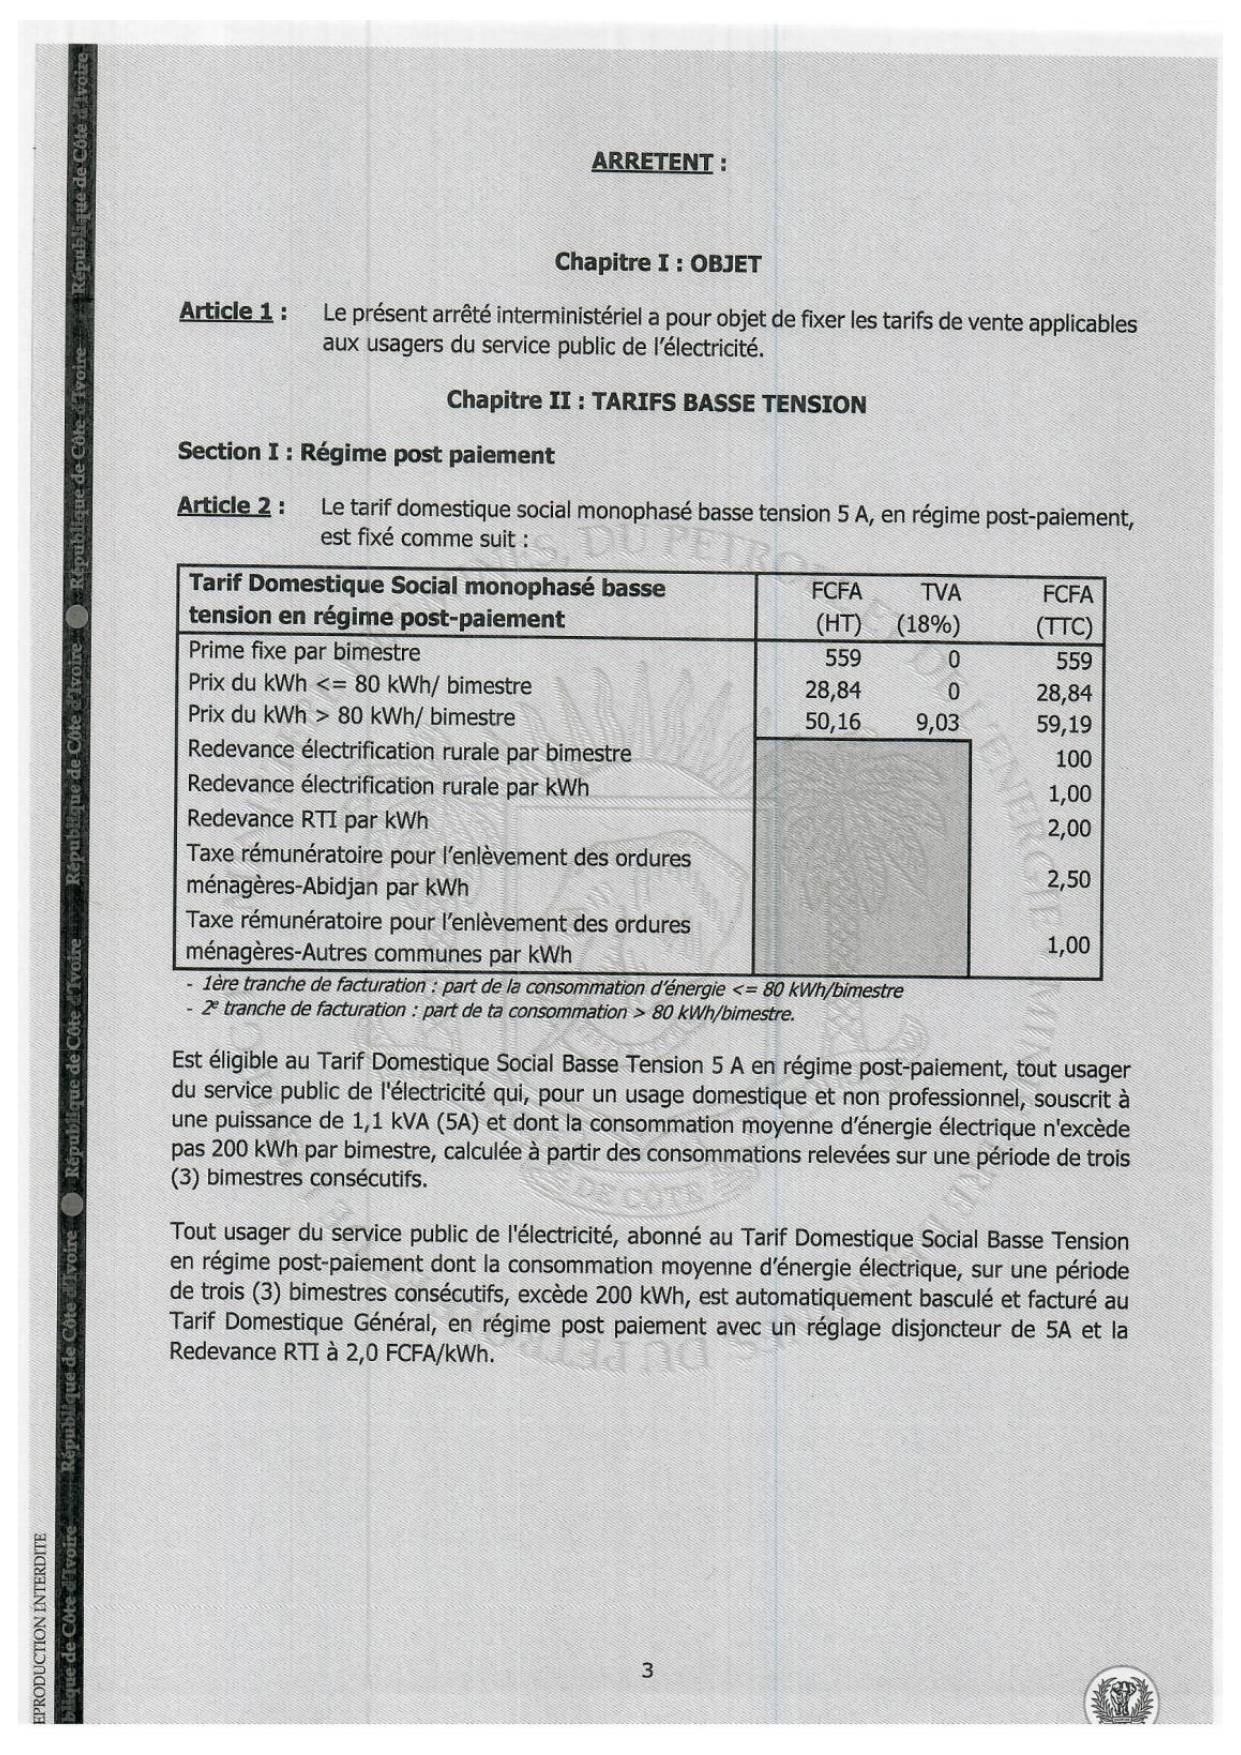 ARRETENT :
Chapitre I : OBJET
Article 1 : Le présent arrêté interministériel a pour objet de fixer les tarifs de vente applicables
aux usagers du service public de l'électricité.
Chapitre II : TARIFS BASSE TENSION
Section I : Régime post paiement
Article 2 : Le tarif domestique social monophasé basse tension 5 A, en régime post-paiement,
est fixé comme suit :
Tarif Domestique Social monophasé basse FCFA TVA FCFA
tension en régime post-paiement (HT) (18%) (TTC)
Prime fixe par bimestre 559 0 559
Prix du kWh <= 80 kWh/ bimestre 28,84 0 28,84
Prix du kWh > 80 kWh/ bimestre 50,16 9,03 59,19
Redevance électrification rurale par bimestre 100
Redevance électrification rurale par kWh 1,00
Redevance RTI par kWh 2,00
Taxe rémunératoire pour l'enlèvement des ordures
ménagères-Abidjan par kWh 2,50
Taxe rémunératoire pour l'enlèvement des ordures
ménagères-Autres communes par kWh 1,00
- 1ère tranche de facturation : part de la consommation d'énergie <= 80 kWh/bimestre
- 2e tranche de facturation : part de ta consommation > 80 kWh/bimestre.
Est éligible au Tarif Domestique Social Basse Tension 5 A en régime post-paiement, tout usager
du service public de l'électricité qui, pour un usage domestique et non professionnel, souscrit à
une puissance de 1,1 kVA (5A) et dont la consommation moyenne d'énergie électrique n'excède
pas 200 kWh par bimestre, calculée à partir des consommations relevées sur une période de trois
(3) bimestres consécutifs.
Tout usager du service public de l'électricité, abonné au Tarif Domestique Social Basse Tension
en régime post-paiement dont la consommation moyenne d'énergie électrique, sur une période
de trois (3) bimestres consécutifs, excède 200 kWh, est automatiquement basculé et facturé au
Tarif Domestique Général, en régime post paiement avec un réglage disjoncteur de 5A et la
Redevance RTI à 2,0 FCFA/kWh.
3
EPRODUCTION INTERDITE
blique de Côte d'Ivoire République de Côte d'Ivoire République de Côte d'Ivoire République de Côte d'Ivoire République de Côte d'Ivoire République de Côte d'Ivoire République de Côte d'Ivoire